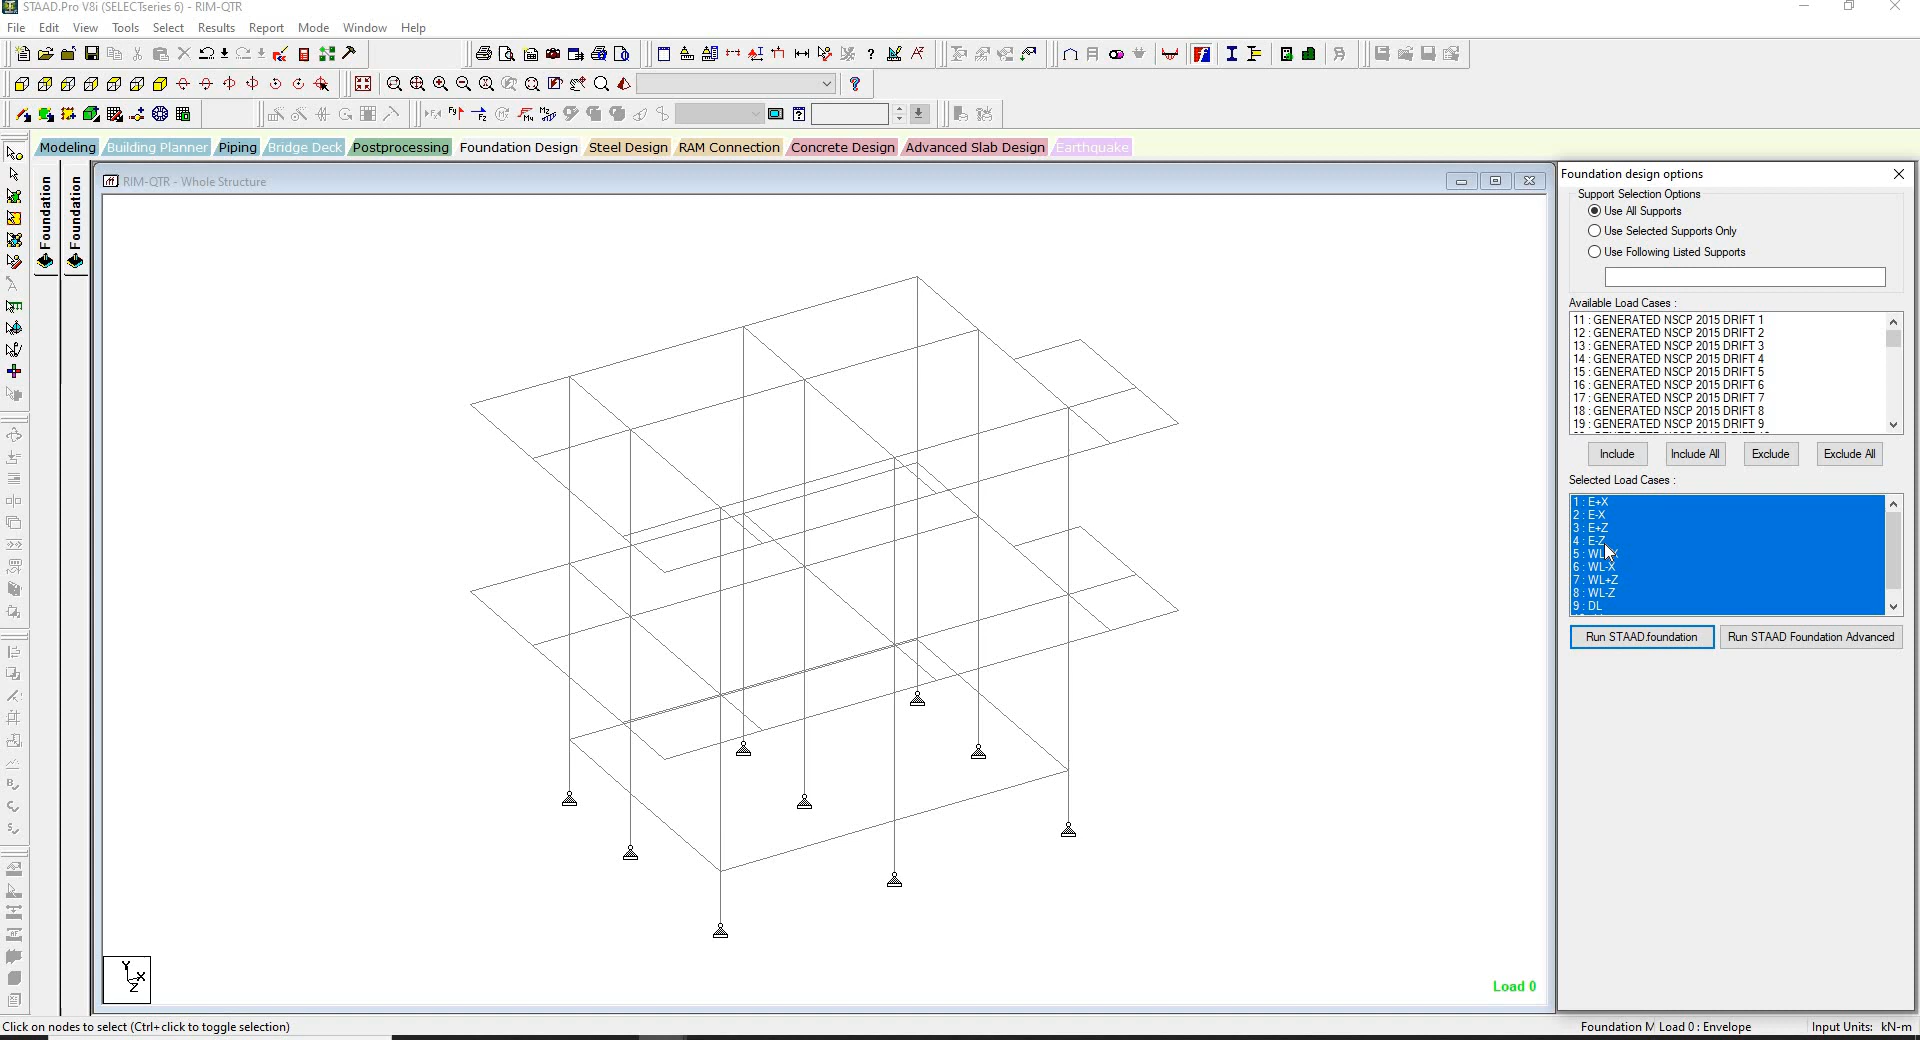 STAAD.Pro V8i (SELECTseries 6) - RIM-QTR
File Edit View Tools Select Results Report Mode Window Help
Modeling Building Planner Piping Bridge Deck Postprocessing Foundation Design Steel Design RAM Connection Concrete Design Advanced Slab Design Earthquake
Foundation
Foundation
RIM-QTR - Whole Structure
Load 0
Y
X
Z
Foundation design options
Support Selection Options
Use All Supports
Use Selected Supports Only
Use Following Listed Supports
Available Load Cases :
11 : GENERATED NSCP 2015 DRIFT 1
12 : GENERATED NSCP 2015 DRIFT 2
13 : GENERATED NSCP 2015 DRIFT 3
14 : GENERATED NSCP 2015 DRIFT 4
15 : GENERATED NSCP 2015 DRIFT 5
16 : GENERATED NSCP 2015 DRIFT 6
17 : GENERATED NSCP 2015 DRIFT 7
18 : GENERATED NSCP 2015 DRIFT 8
19 : GENERATED NSCP 2015 DRIFT 9
Include Include All Exclude Exclude All
Selected Load Cases :
1 : E+X
2 : E-X
3 : E+Z
4 : E-Z
5 : WL
6 : WL-X
7 : WL+Z
8 : WL-Z
9 : DL
Run STAAD.foundation Run STAAD Foundation Advanced
Click on nodes to select (Ctrl+click to toggle selection) Foundation M Load 0 : Envelope Input Units: kN-m